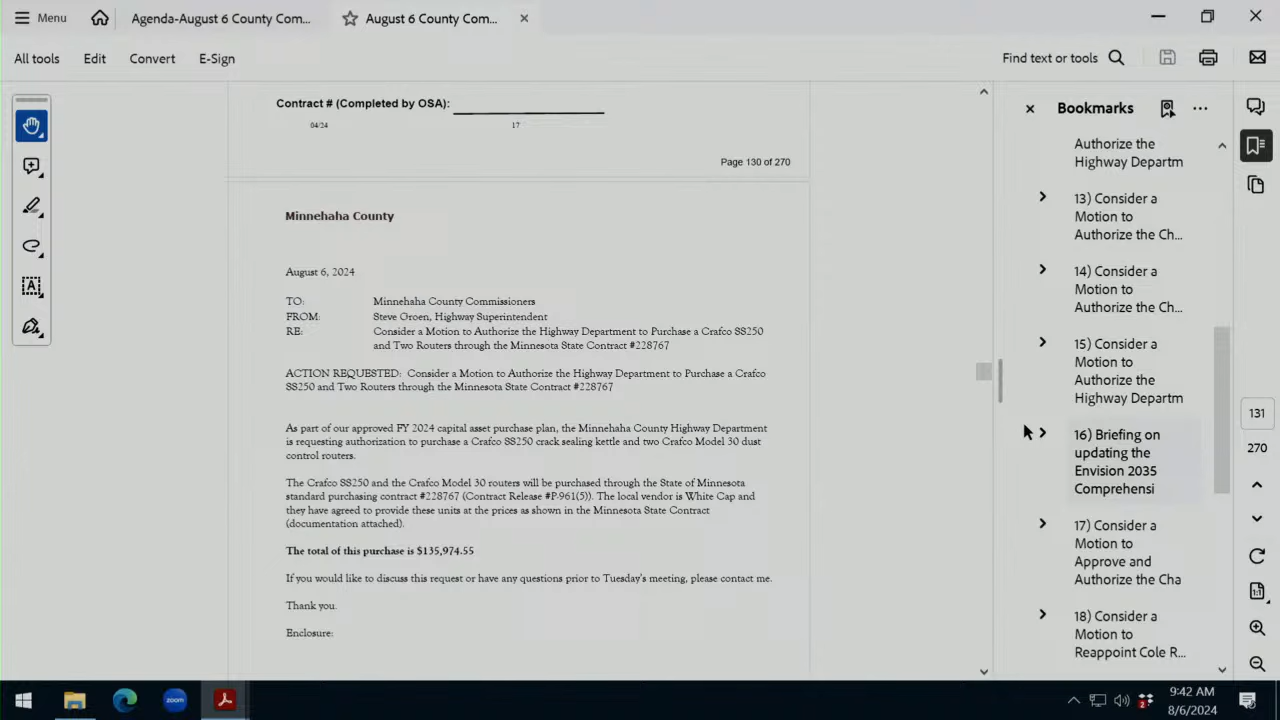 Menu
Agenda-August 6 County Com...
August 6 County Com...
All tools
Edit
Convert
E-Sign
Find text or tools
Contract # (Completed by OSA):
04/24
17
Page 130 of 270
Minnehaha County
August 6, 2024
TO: Minnehaha County Commissioners
FROM: Steve Groen, Highway Superintendent
RE: Consider a Motion to Authorize the Highway Department to Purchase a Crafco SS250
and Two Routers through the Minnesota State Contract #228767
ACTION REQUESTED: Consider a Motion to Authorize the Highway Department to Purchase a Crafco
SS250 and Two Routers through the Minnesota State Contract #228767
As part of our approved FY 2024 capital asset purchase plan, the Minnehaha County Highway Department
is requesting authorization to purchase a Crafco SS250 crack sealing kettle and two Crafco Model 30 dust
control routers.
The Crafco SS250 and the Crafco Model 30 routers will be purchased through the State of Minnesota
standard purchasing contract #228767 (Contract Release #P-961(5)). The local vendor is White Cap and
they have agreed to provide these units at the prices as shown in the Minnesota State Contract
(documentation attached).
The total of this purchase is $135,974.55
If you would like to discuss this request or have any questions prior to Tuesday's meeting, please contact me.
Thank you.
Enclosure:
Bookmarks
Authorize the
Highway Departm
13) Consider a
Motion to
Authorize the Ch...
14) Consider a
Motion to
Authorize the Ch...
15) Consider a
Motion to
Authorize the
Highway Departm
16) Briefing on
updating the
Envision 2035
Comprehensi
17) Consider a
Motion to
Approve and
Authorize the Cha
18) Consider a
Motion to
Reappoint Cole R...
131
270
1:1
zoom
9:42 AM
8/6/2024